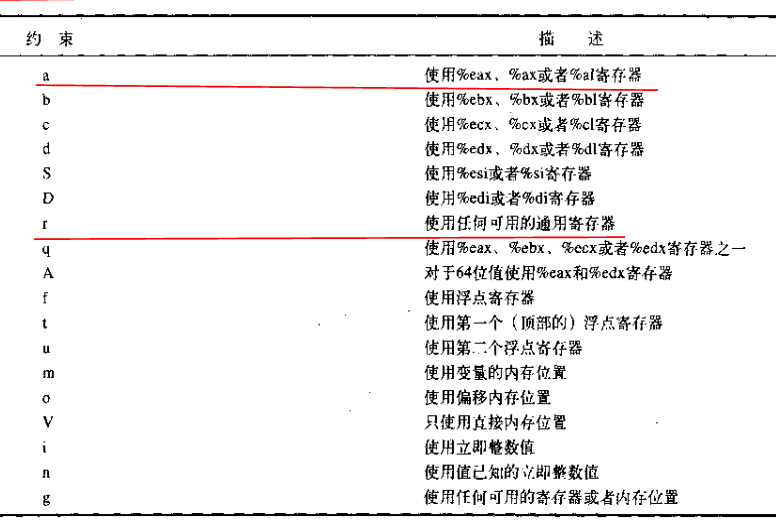 约 束 描 述
a 使用%eax、%ax或者%al寄存器
b 使用%ebx、%bx或者%bl寄存器
c 使用%ecx、%cx或者%cl寄存器
d 使用%edx、%dx或者%dl寄存器
S 使用%esi或者%si寄存器
D 使用%edi或者%di寄存器
r 使用任何可用的通用寄存器
q 使用%eax、%ebx、%ecx或者%edx寄存器之一
A 对于64位值使用%eax和%edx寄存器
f 使用浮点寄存器
t 使用第一个（顶部的）浮点寄存器
u 使用第二个浮点寄存器
m 使用变量的内存位置
o 使用偏移内存位置
V 只使用直接内存位置
i 使用立即整数值
n 使用值已知的立即整数值
g 使用任何可用的寄存器或者内存位置